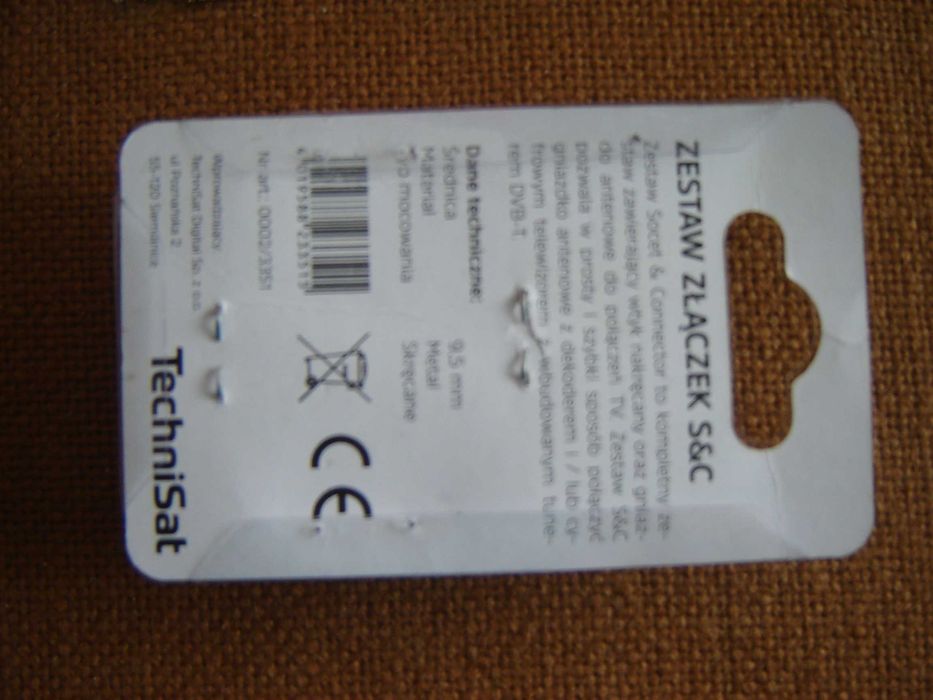 ZESTAW ZŁĄCZEK S&C
Zestaw Socet & Connector to kompletny ze-
staw zawierający wtyk nakręcany oraz gniaz-
do antenowe do połączeń TV. Zestaw S&C
pozwala w prosty i szybki sposób połączyć
gniazdko antenowe z dekoderem i / lub cy-
frowym telewizorem z wbudowanym tune-
rem DVB-T.
Dane techniczne:
Średnica 9,5 mm
Materiał Metal
Typ mocowania Skręcane
CE
Nr art.: 0002/3351
Wprowadzający:
TechniSat Digital Sp. z o.o.
ul Poznańska 2
55-120 Siemianice
TechniSat